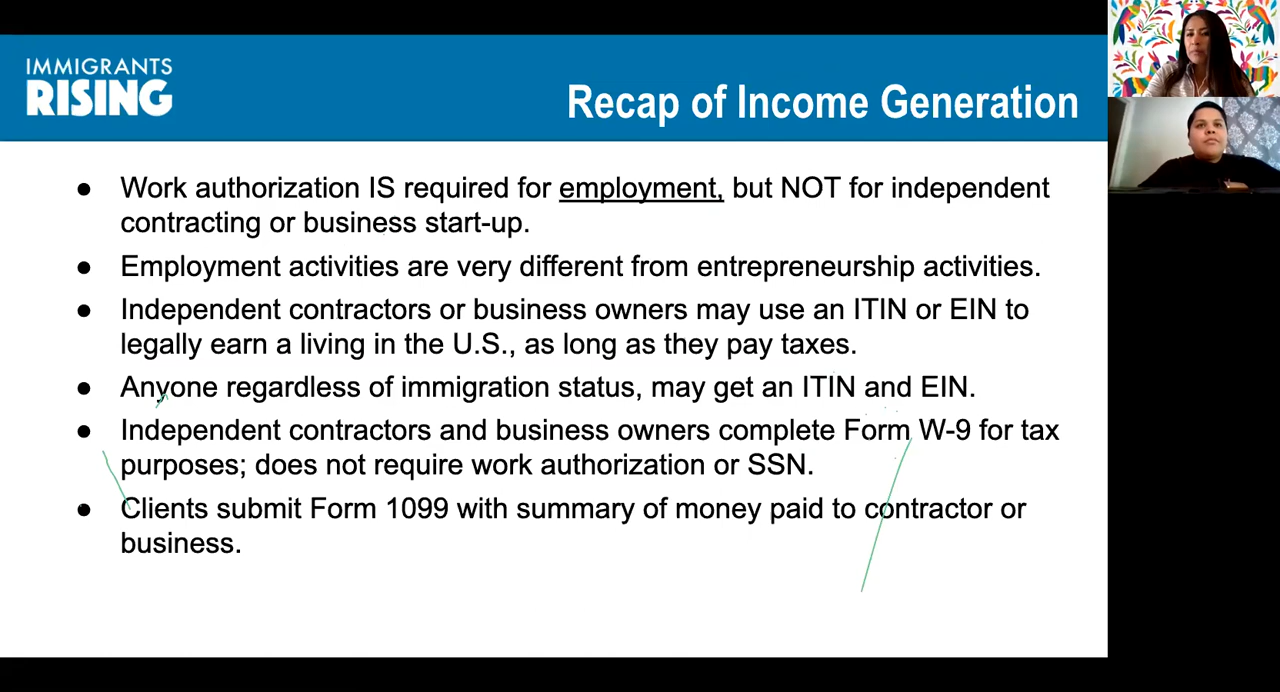 IMMIGRANTS
RISING
Recap of Income Generation
● Work authorization IS required for employment, but NOT for independent
contracting or business start-up.
● Employment activities are very different from entrepreneurship activities.
● Independent contractors or business owners may use an ITIN or EIN to
legally earn a living in the U.S., as long as they pay taxes.
● Anyone regardless of immigration status, may get an ITIN and EIN.
● Independent contractors and business owners complete Form W-9 for tax
purposes; does not require work authorization or SSN.
● Clients submit Form 1099 with summary of money paid to contractor or
business.